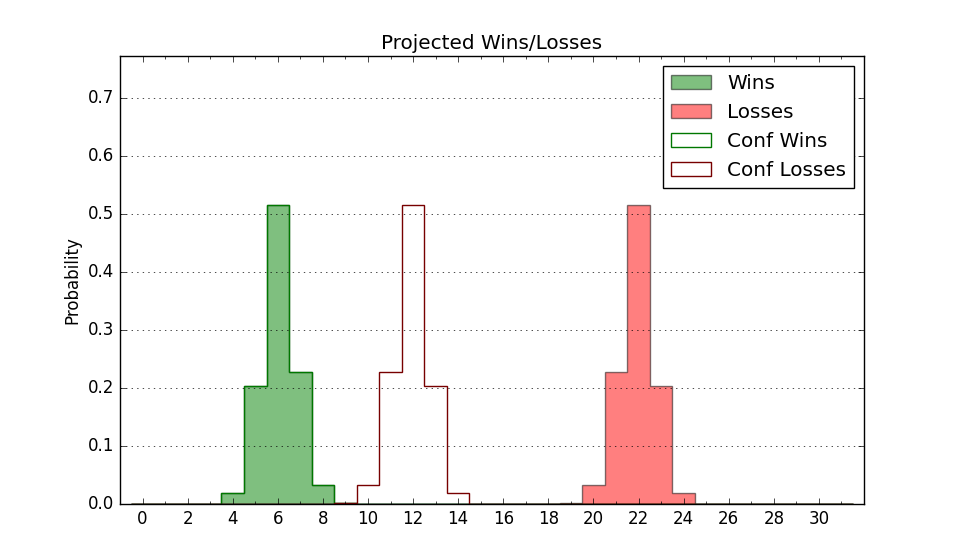 Projected Wins/Losses
Wins
Losses
Conf Wins
Conf Losses
Probability
0.7
0.6
0.5
0.4
0.3
0.2
0.1
0.0
0 2 4 6 8 10 12 14 16 18 20 22 24 26 28 30